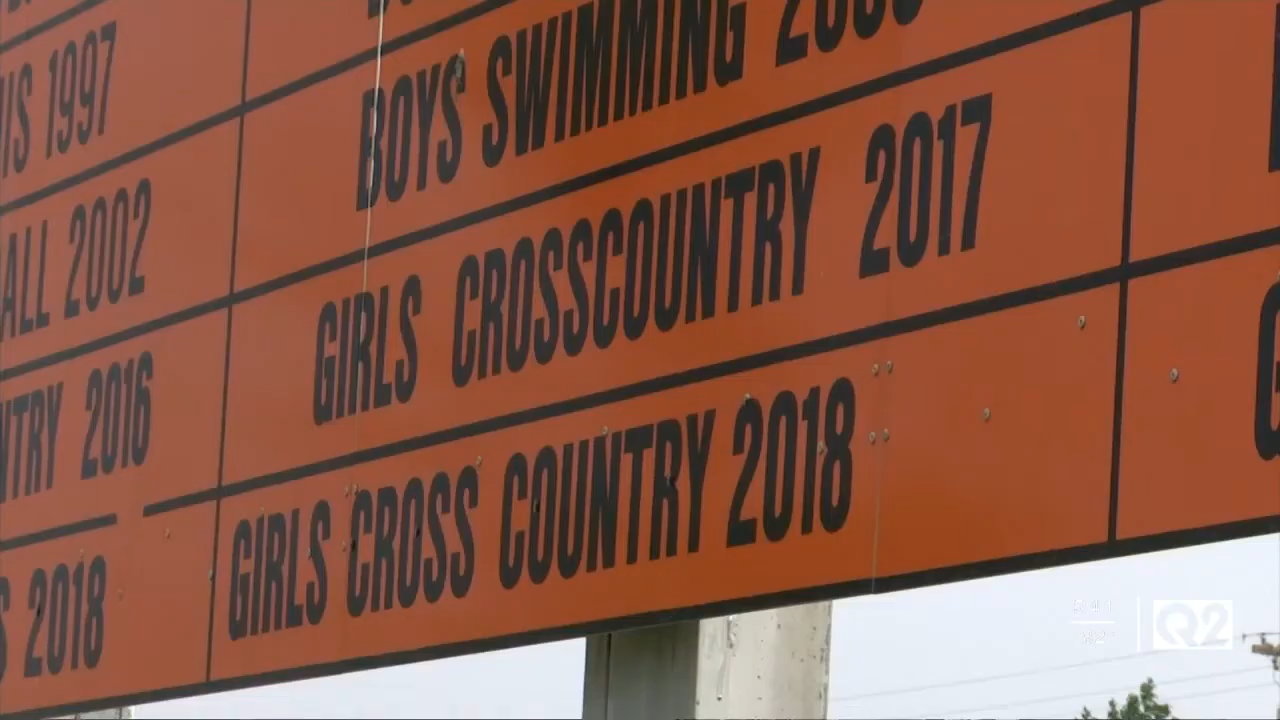 IS 1997
BOYS SWIMMING
ALL 2002
GIRLS CROSSCOUNTRY 2017
NTRY 2016
GIRLS CROSS COUNTRY 2018
S 2018
Q2